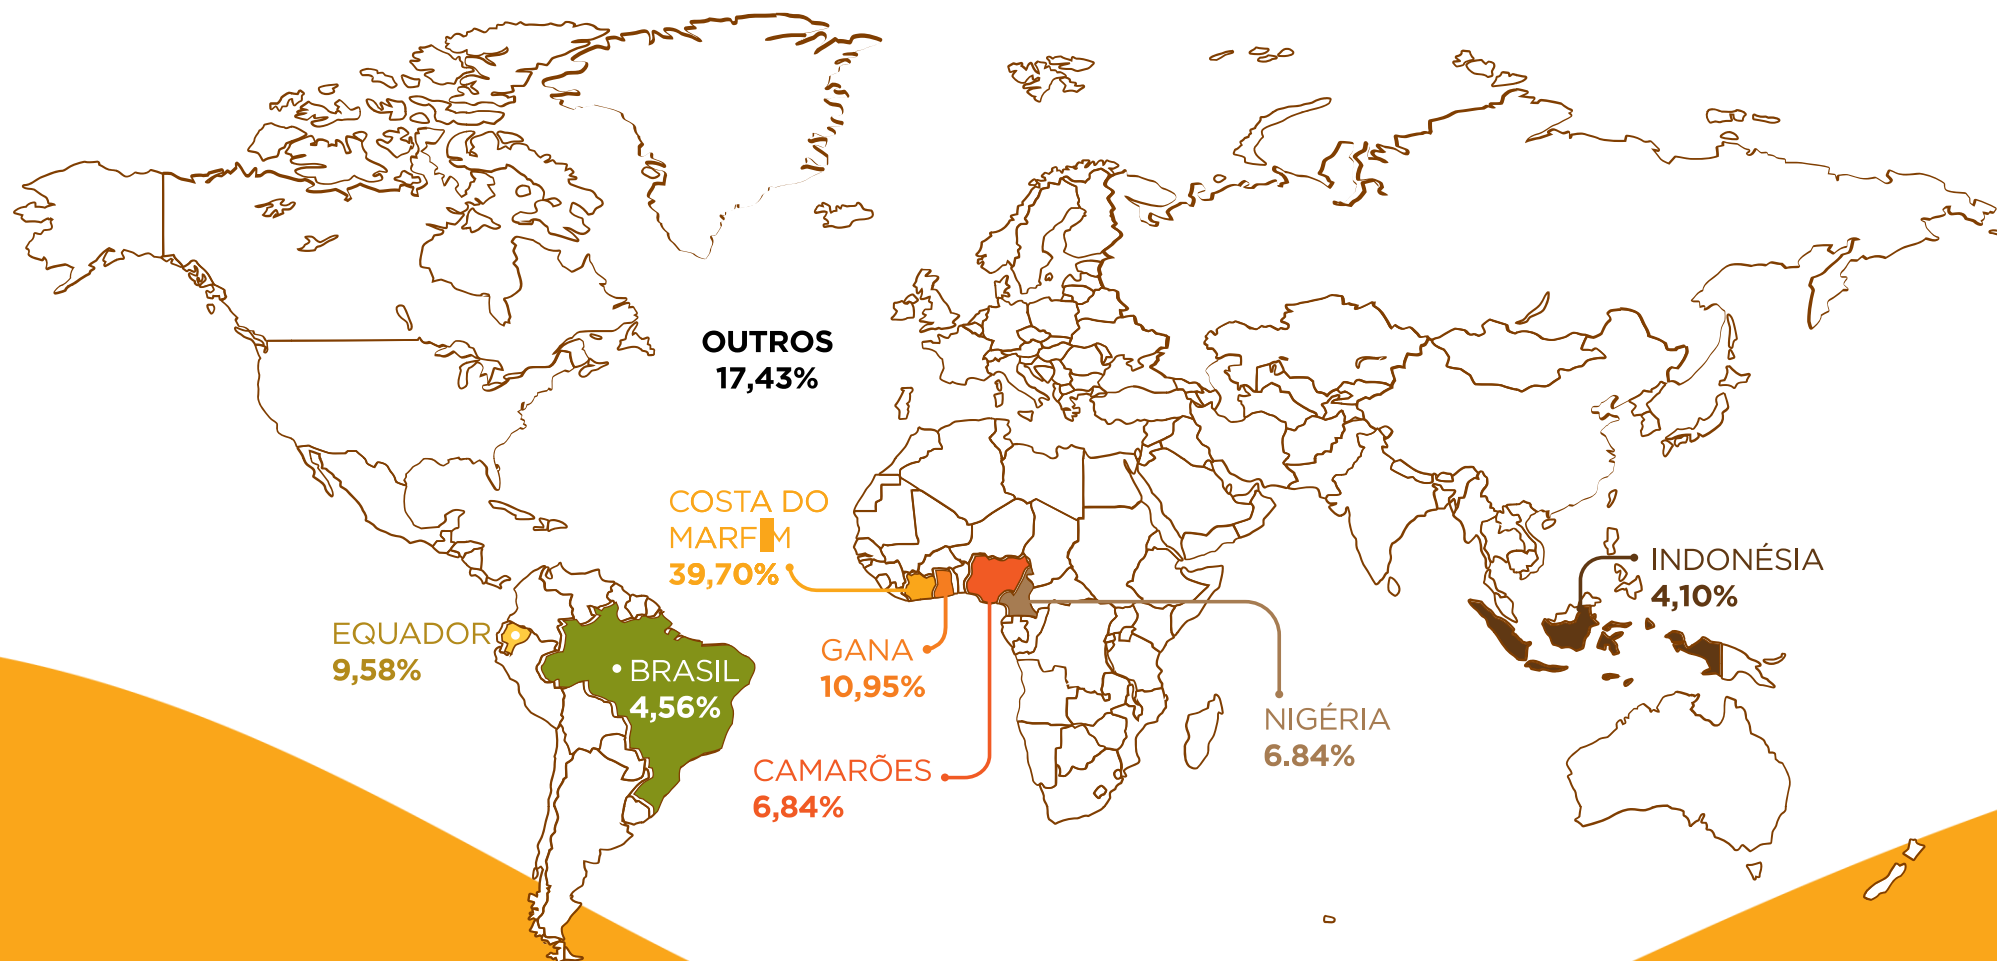 OUTROS
17,43%
COSTA DO
MARFIM
39,70%
INDONÉSIA
4,10%
EQUADOR
9,58%
BRASIL
4,56%
GANA
10,95%
NIGÉRIA
6.84%
CAMARÕES
6,84%